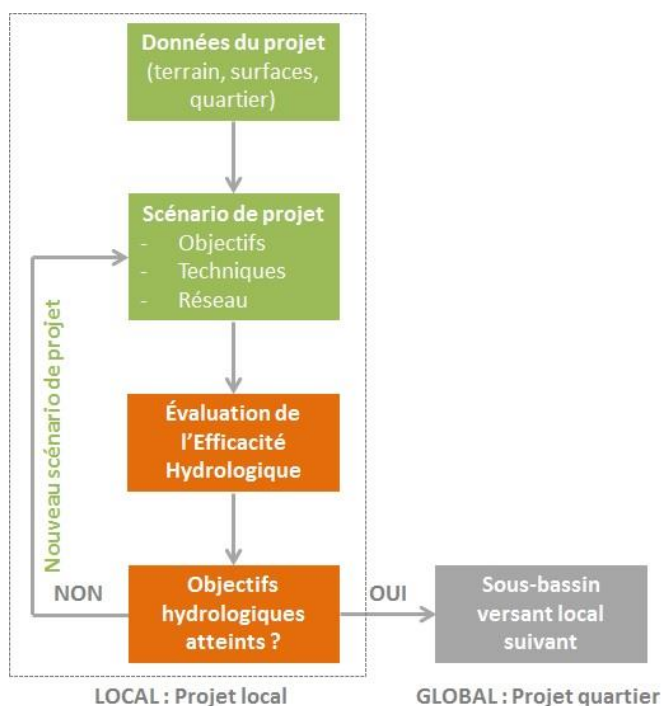 Données du projet
(terrain, surfaces,
quartier)
Scénario de projet
- Objectifs
- Techniques
- Réseau
Nouveau scénario de projet
Évaluation de
l'Efficacité
Hydrologique
NON
Objectifs
hydrologiques
atteints ?
OUI
Sous-bassin
versant local
suivant
LOCAL : Projet local
GLOBAL : Projet quartier